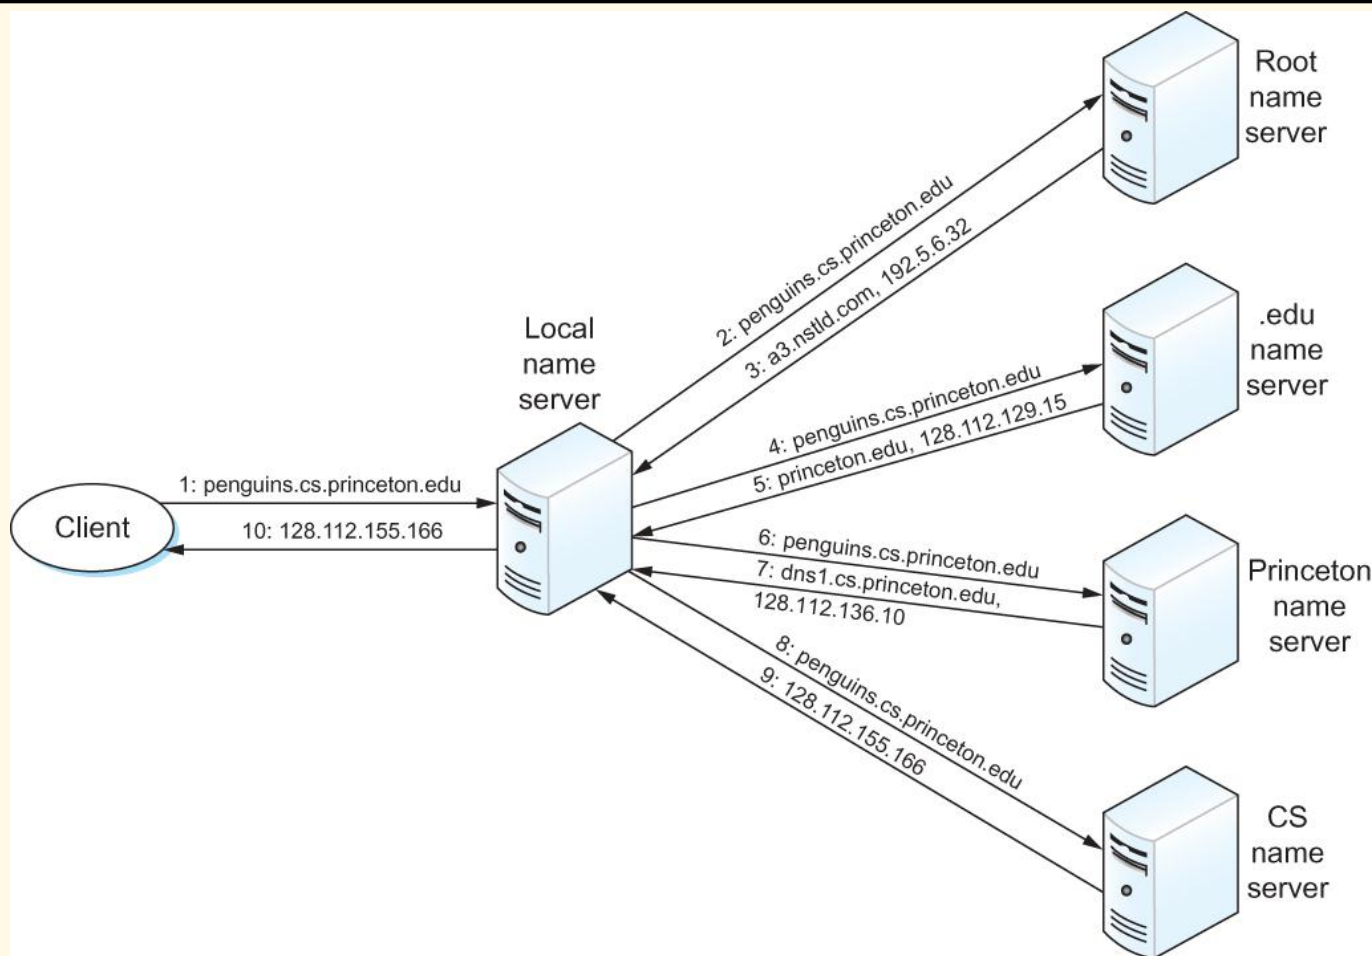 Root
name
server
2: penguins.cs.princeton.edu
3: a3.nstld.com, 192.5.6.32
.edu
name
server
Local
name
server
4: penguins.cs.princeton.edu
5: princeton.edu, 128.112.129.15
1: penguins.cs.princeton.edu
Client
10: 128.112.155.166
6: penguins.cs.princeton.edu
7: dns1.cs.princeton.edu,
128.112.136.10
Princeton
name
server
8: penguins.cs.princeton.edu
9: 128.112.155.166
CS
name
server